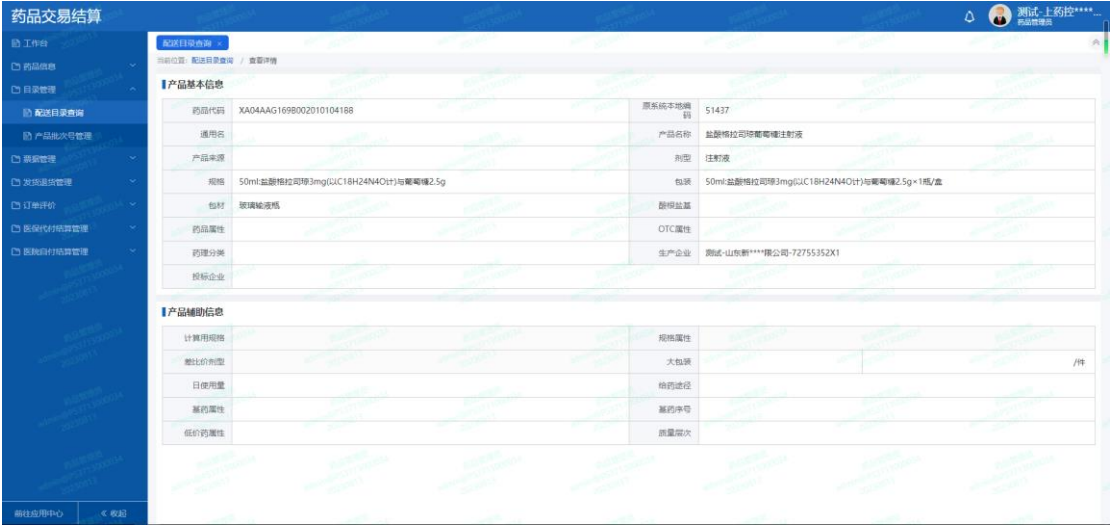 药品交易结算
测试-上药控****...
药品管理员
工作台
药品信息
目录管理
配送目录查询
产品批次号管理
票据管理
发货退货管理
订单评价
医保代付结算管理
医院自付结算管理
前往应用中心
收起
配送目录查询 ×
当前位置: 配送目录查询 / 查看详情
产品基本信息
药品代码 XA04AAG169B002010104188 原系统本地编码 51437
通用名 产品名称 盐酸格拉司琼葡萄糖注射液
产品来源 剂型 注射液
规格 50ml:盐酸格拉司琼3mg(以C18H24N4O计)与葡萄糖2.5g 包装 50ml:盐酸格拉司琼3mg(以C18H24N4O计)与葡萄糖2.5g×1瓶/盒
包材 玻璃输液瓶 酸根盐基
药品属性 OTC属性
药理分类 生产企业 测试-山东新****限公司-72755352X1
投标企业
产品辅助信息
计算用规格 规格属性
差比价剂型 大包装 /件
日使用量 给药途径
基药属性 基药序号
低价药属性 质量层次